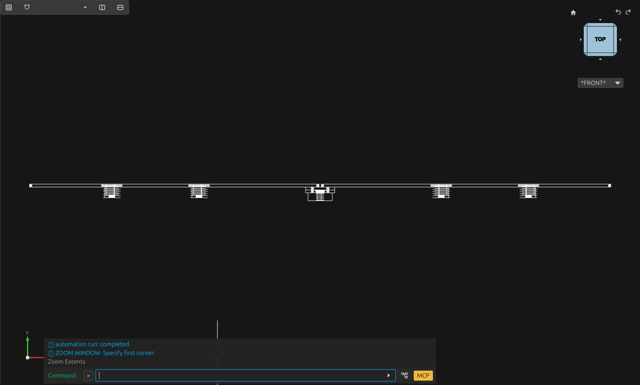 TOP
*FRONT*
Y
automation run: completed
ZOOM WINDOW Specify first corner:
Zoom Extents
Command: > MCP